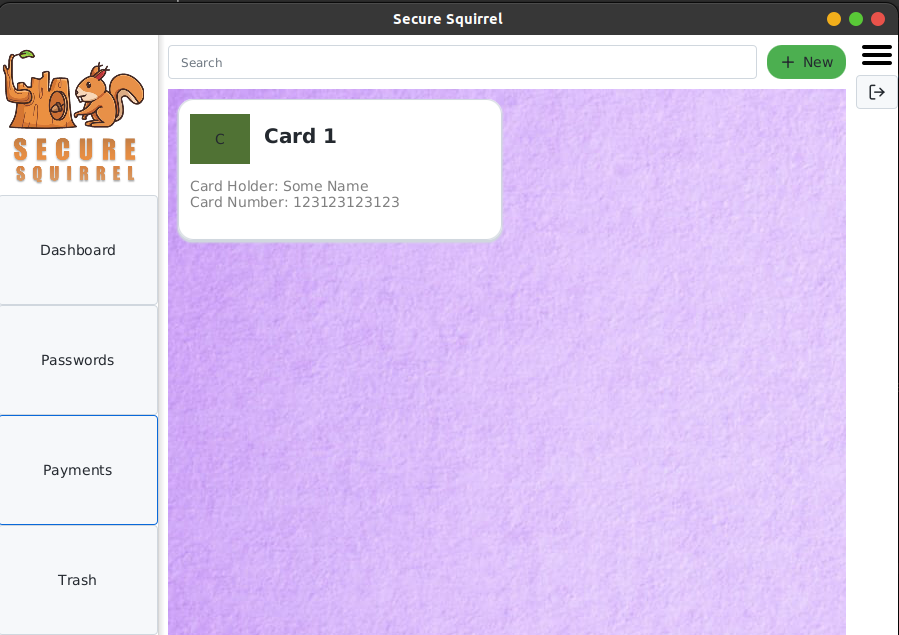 Secure Squirrel
SECURE
SQUIRREL
Search
+ New
C
Card 1
Card Holder: Some Name
Card Number: 123123123123
Dashboard
Passwords
Payments
Trash